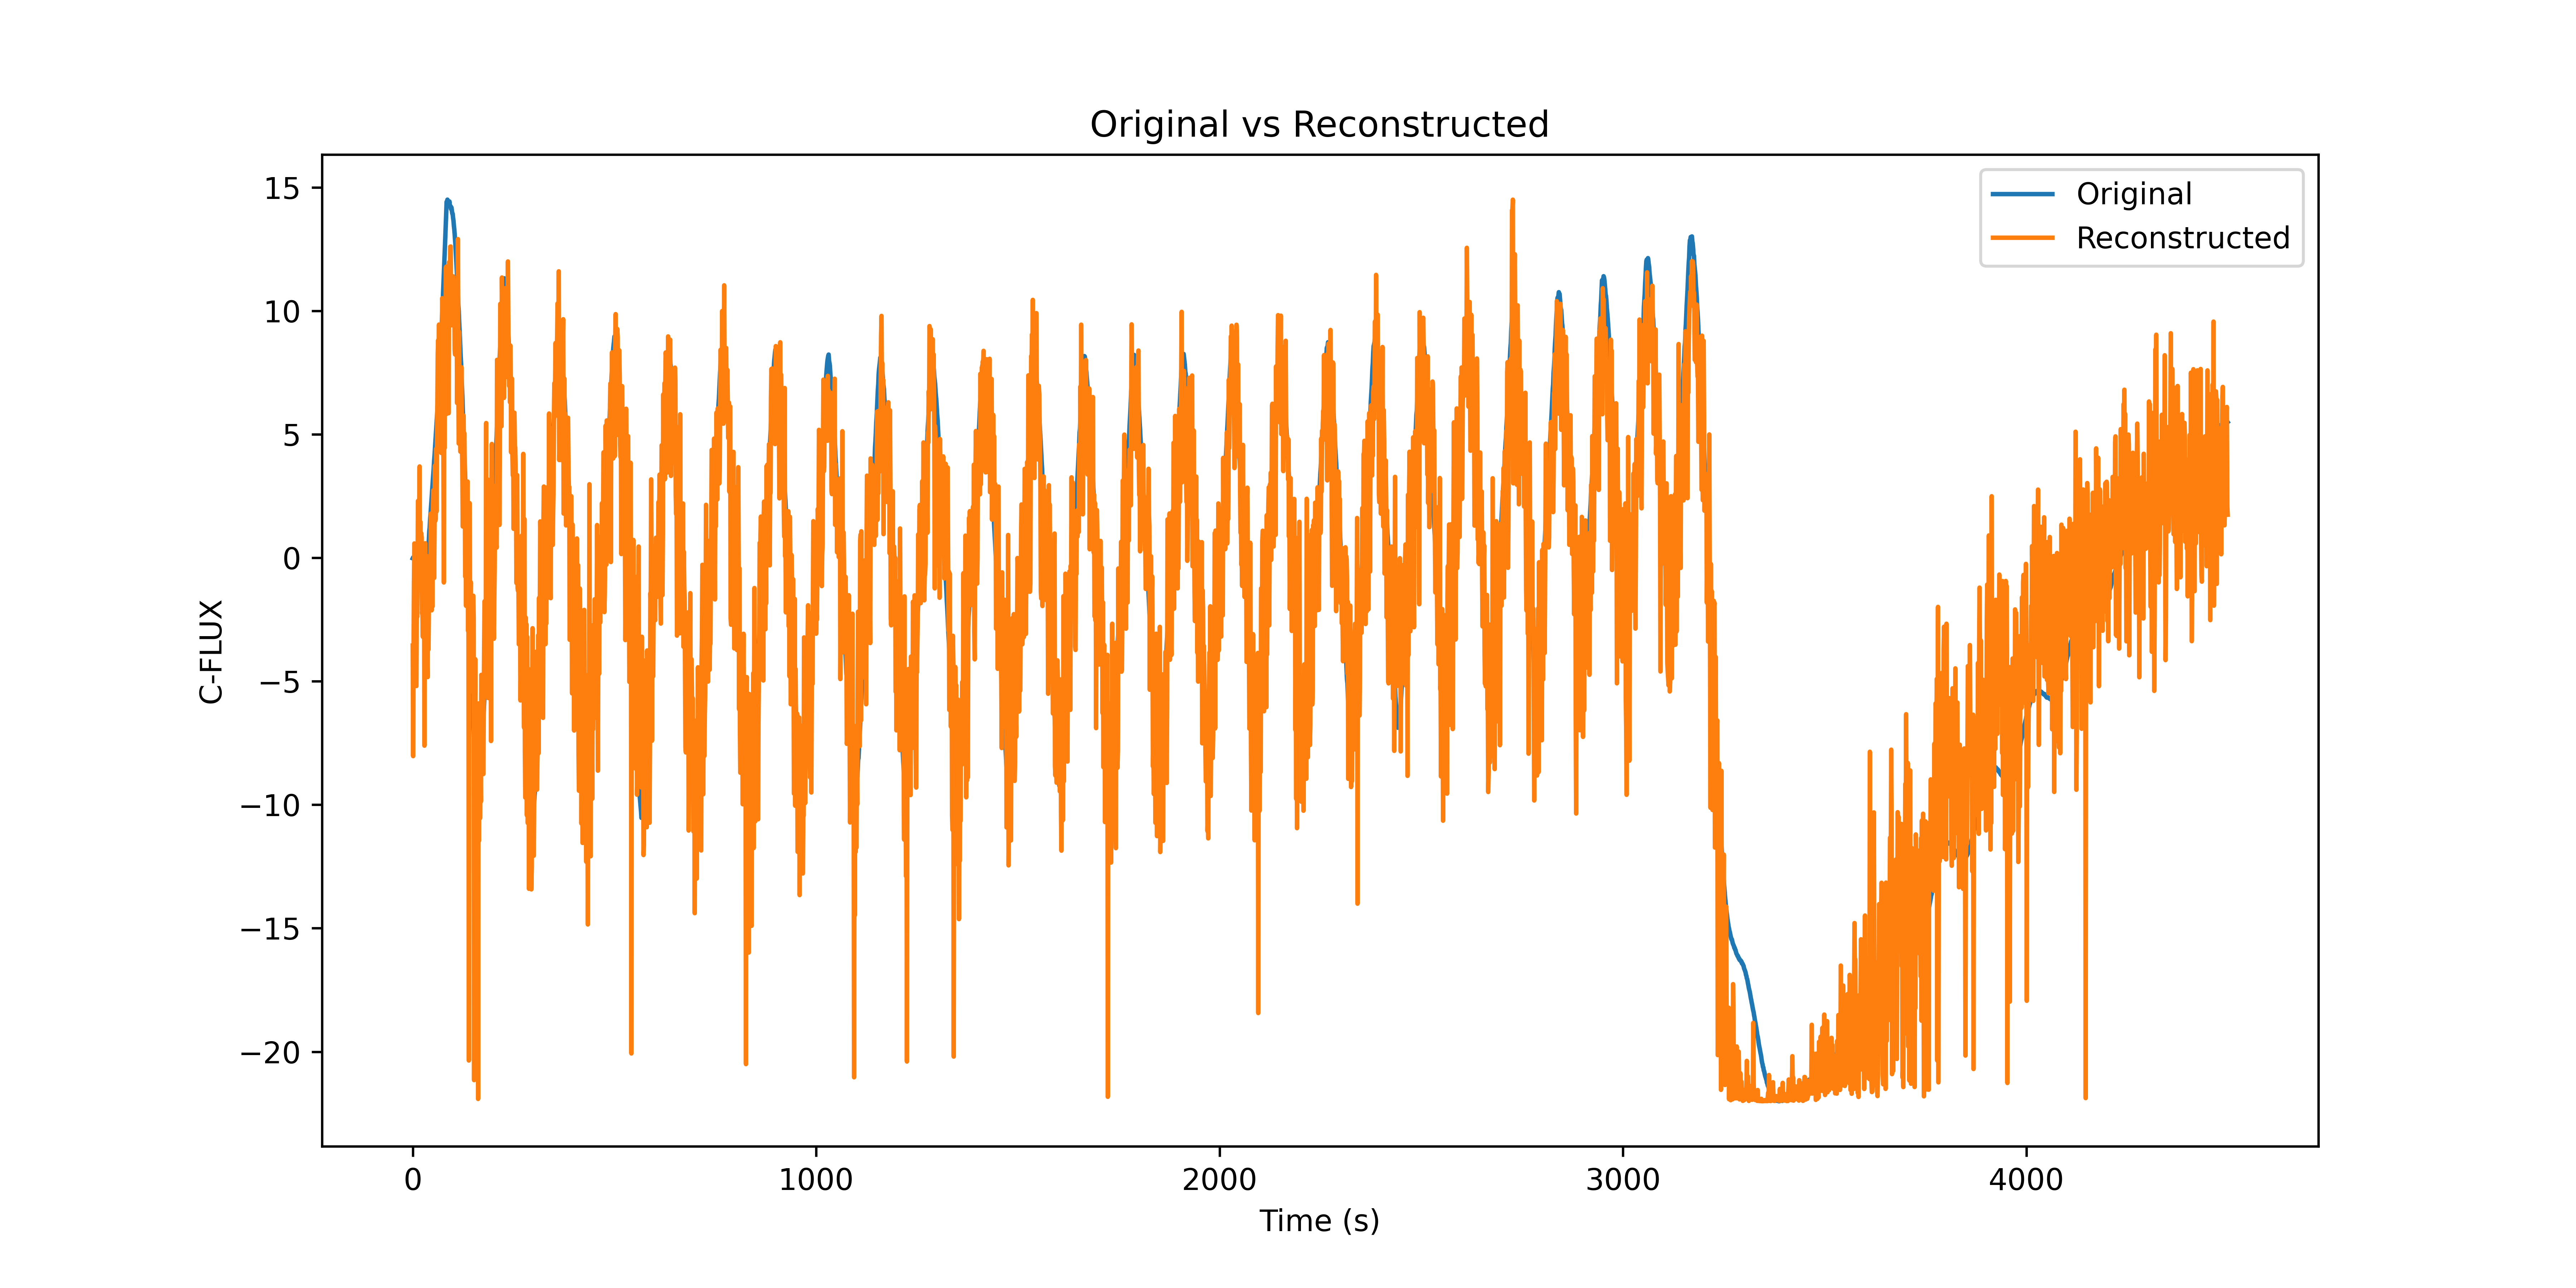 Original vs Reconstructed
Original
Reconstructed
15
10
5
0
−5
−10
−15
−20
C-FLUX
0 1000 2000 3000 4000
Time (s)